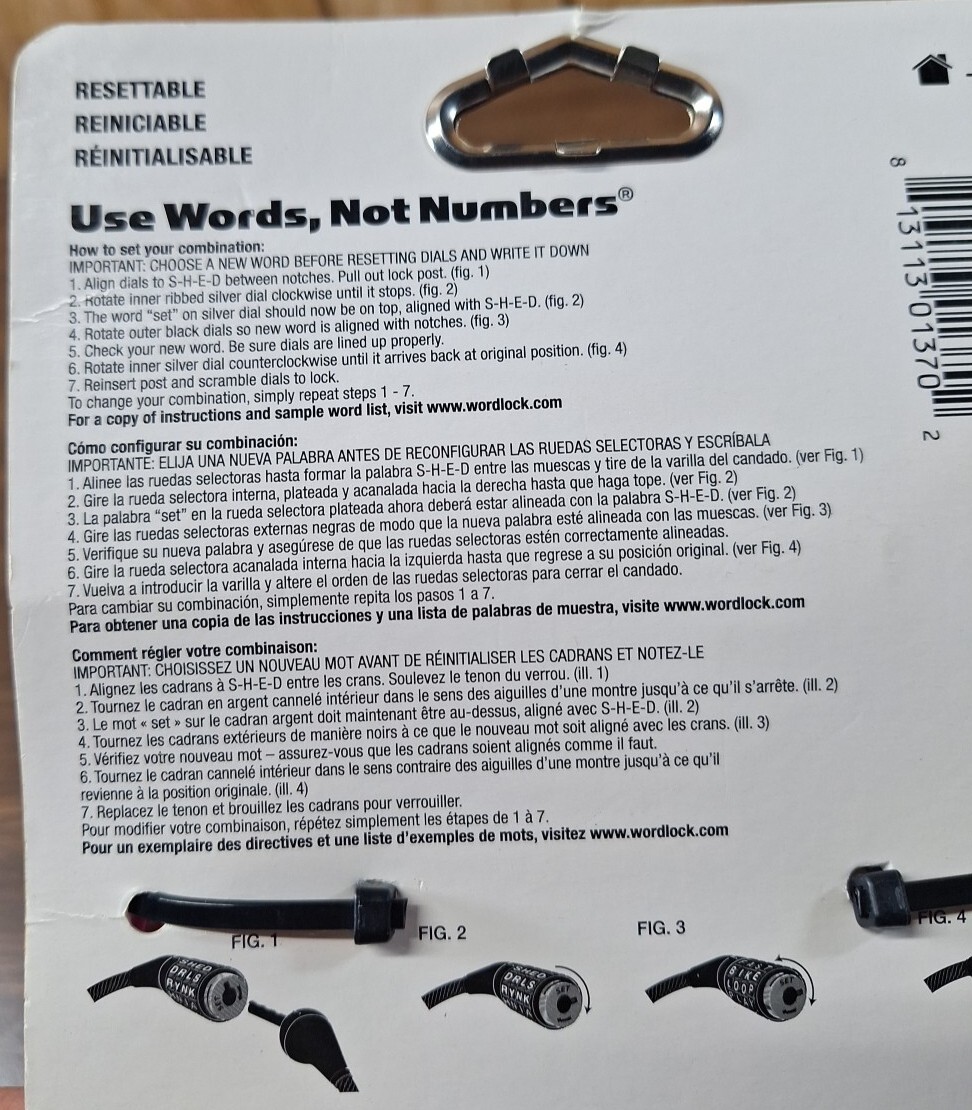 RESETTABLE
REINICIABLE
RÉINITIALISABLE
Use Words, Not Numbers®
How to set your combination:
IMPORTANT: CHOOSE A NEW WORD BEFORE RESETTING DIALS AND WRITE IT DOWN
1. Align dials to S-H-E-D between notches. Pull out lock post. (fig. 1)
2. Rotate inner ribbed silver dial clockwise until it stops. (fig. 2)
3. The word “set” on silver dial should now be on top, aligned with S-H-E-D. (fig. 2)
4. Rotate outer black dials so new word is aligned with notches. (fig. 3)
5. Check your new word. Be sure dials are lined up properly.
6. Rotate inner silver dial counterclockwise until it arrives back at original position. (fig. 4)
7. Reinsert post and scramble dials to lock.
To change your combination, simply repeat steps 1 - 7.
For a copy of instructions and sample word list, visit www.wordlock.com
Cómo configurar su combinación:
IMPORTANTE: ELIJA UNA NUEVA PALABRA ANTES DE RECONFIGURAR LAS RUEDAS SELECTORAS Y ESCRÍBALA
1. Alinee las ruedas selectoras hasta formar la palabra S-H-E-D entre las muescas y tire de la varilla del candado. (ver Fig. 1)
2. Gire la rueda selectora interna, plateada y acanalada hacia la derecha hasta que haga tope. (ver Fig. 2)
3. La palabra “set” en la rueda selectora plateada ahora deberá estar alineada con la palabra S-H-E-D. (ver Fig. 2)
4. Gire las ruedas selectoras externas negras de modo que la nueva palabra esté alineada con las muescas. (ver Fig. 3)
5. Verifique su nueva palabra y asegúrese de que las ruedas selectoras estén correctamente alineadas.
6. Gire la rueda selectora acanalada interna hacia la izquierda hasta que regrese a su posición original. (ver Fig. 4)
7. Vuelva a introducir la varilla y altere el orden de las ruedas selectoras para cerrar el candado.
Para cambiar su combinación, simplemente repita los pasos 1 a 7.
Para obtener una copia de las instrucciones y una lista de palabras de muestra, visite www.wordlock.com
Comment régler votre combinaison:
IMPORTANT: CHOISISSEZ UN NOUVEAU MOT AVANT DE RÉINITIALISER LES CADRANS ET NOTEZ-LE
1. Alignez les cadrans à S-H-E-D entre les crans. Soulevez le tenon du verrou. (ill. 1)
2. Tournez le cadran en argent cannelé intérieur dans le sens des aiguilles d’une montre jusqu’à ce qu’il s’arrête. (ill. 2)
3. Le mot « set » sur le cadran argent doit maintenant être au-dessus, aligné avec S-H-E-D. (ill. 2)
4. Tournez les cadrans extérieurs de manière noirs à ce que le nouveau mot soit aligné avec les crans. (ill. 3)
5. Vérifiez votre nouveau mot – assurez-vous que les cadrans soient alignés comme il faut.
6. Tournez le cadran cannelé intérieur dans le sens contraire des aiguilles d’une montre jusqu’à ce qu’il
revienne à la position originale. (ill. 4)
7. Replacez le tenon et brouillez les cadrans pour verrouiller.
Pour modifier votre combinaison, répétez simplement les étapes de 1 à 7.
Pour un exemplaire des directives et une liste d’exemples de mots, visitez www.wordlock.com
8 13113 01370 2
FIG. 1
SHED
DRLS
RYNK
FIG. 2
SHED
DRLS
RYNK
SET
FIG. 3
BIKE
LOOP
SET
FIG. 4